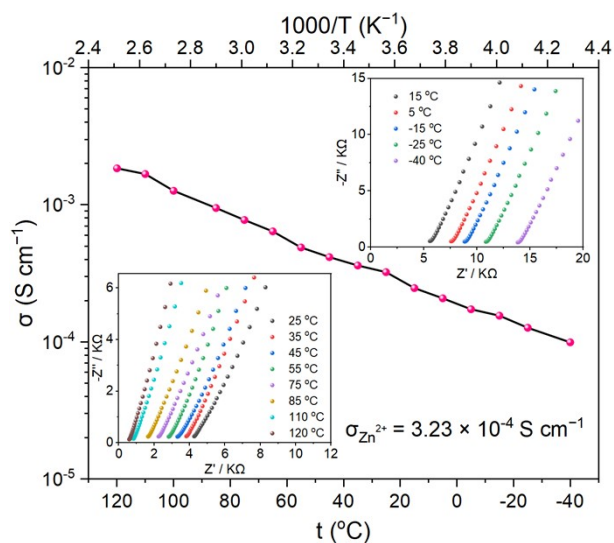 1000/T (K⁻¹)
2.4 2.6 2.8 3.0 3.2 3.4 3.6 3.8 4.0 4.2 4.4
10⁻²
10⁻³
10⁻⁴
10⁻⁵
σ (S cm⁻¹)
15
10
5
0
-Z'' / KΩ
15 ºC
5 ºC
-15 ºC
-25 ºC
-40 ºC
0 5 10 15 20
Z' / KΩ
6
4
2
0
-Z'' / KΩ
25 ºC
35 ºC
45 ºC
55 ºC
75 ºC
85 ºC
110 ºC
120 ºC
0 2 4 6 8 10 12
Z' / KΩ
σZn²⁺ = 3.23 × 10⁻⁴ S cm⁻¹
120 100 80 60 40 20 0 -20 -40
t (ºC)